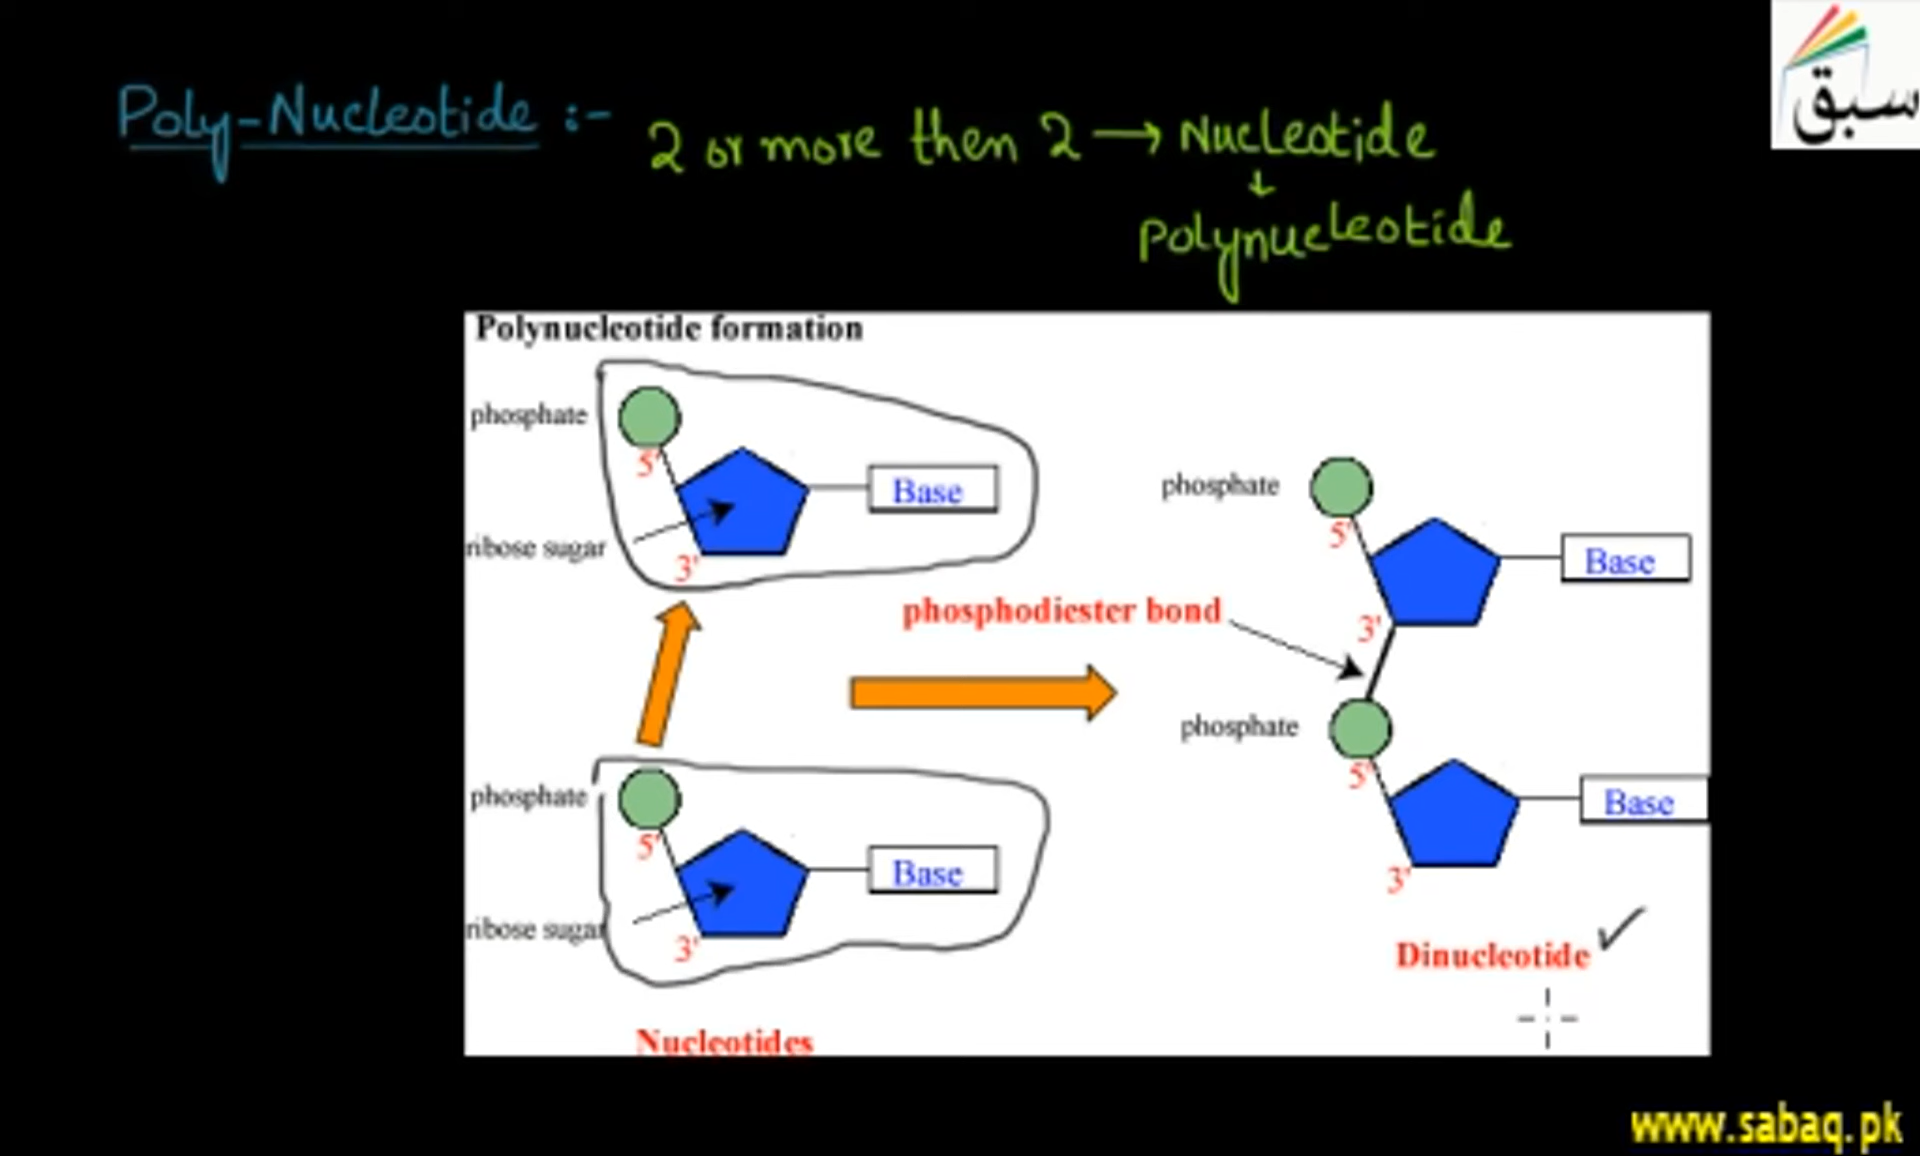 سبق
Poly-Nucleotide :-
2 or more then 2 → Nucleotide
↓
Polynucleotide
Polynucleotide formation
phosphate
5'
Base
ribose sugar
3'
phosphate
5'
Base
ribose sugar
3'
Nucleotides
phosphodiester bond
phosphate
5'
Base
3'
phosphate
5'
Base
3'
Dinucleotide ✓
www.sabaq.pk